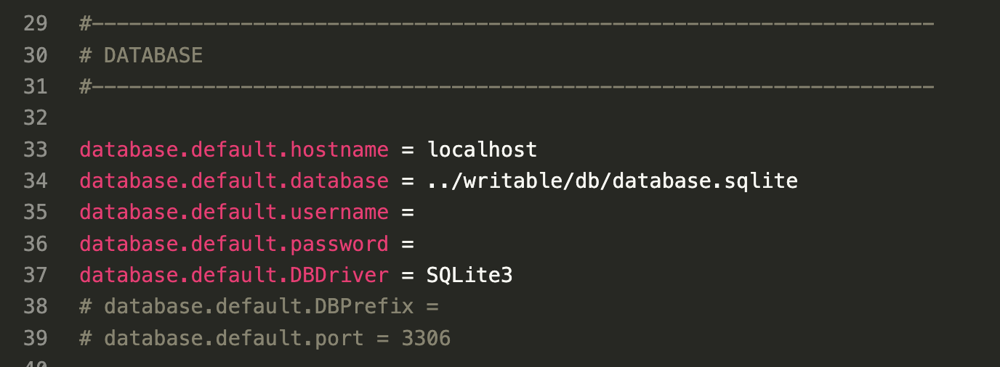 29 #--------------------------------------------------------------------
30 # DATABASE
31 #--------------------------------------------------------------------
32
33 database.default.hostname = localhost
34 database.default.database = ../writable/db/database.sqlite
35 database.default.username =
36 database.default.password =
37 database.default.DBDriver = SQLite3
38 # database.default.DBPrefix =
39 # database.default.port = 3306
40